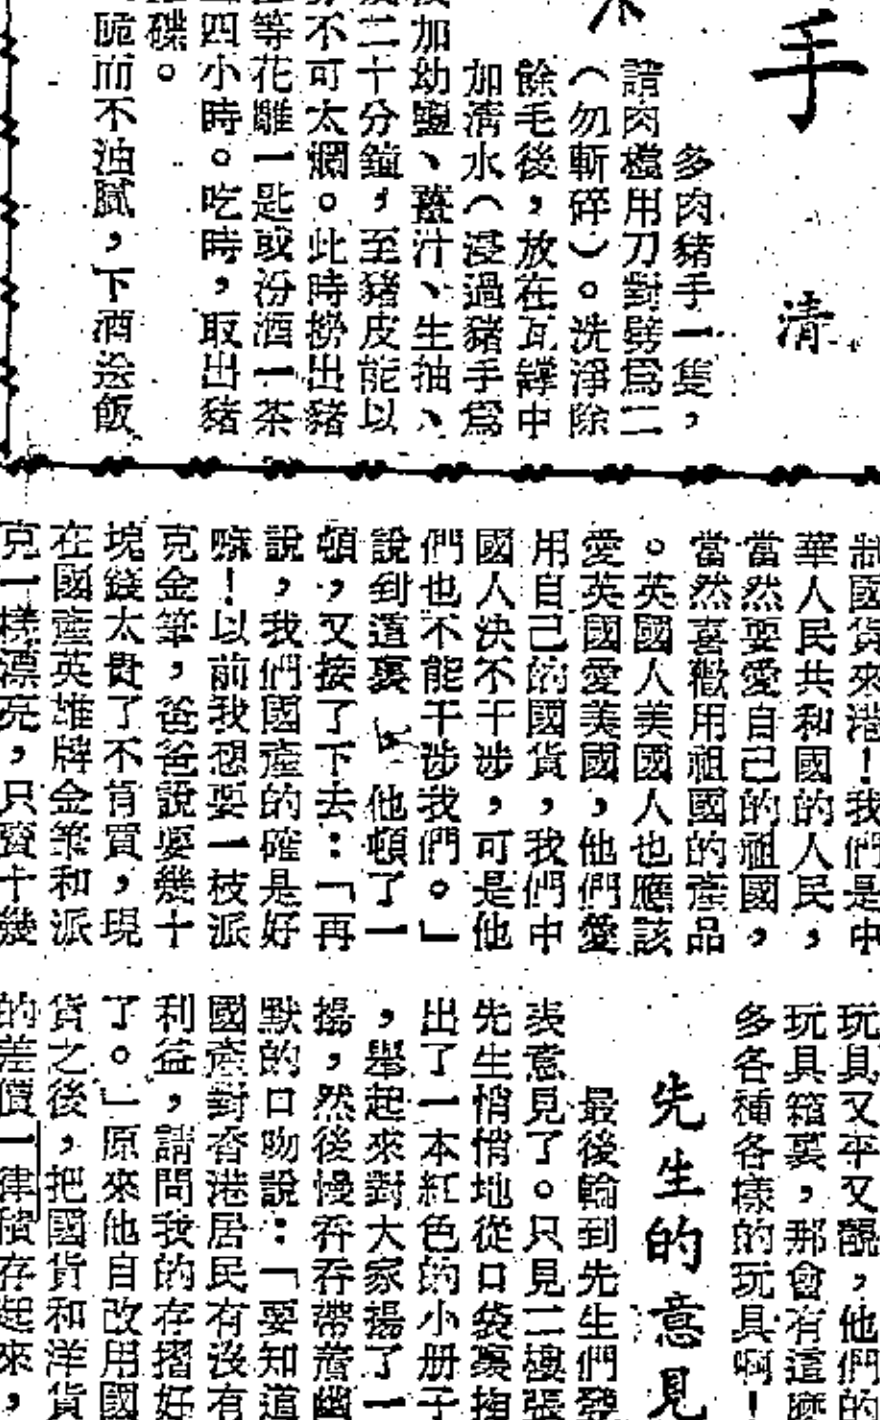 手
清
多肉豬手一隻，
請肉檔用刀對劈爲二
（勿斬碎）。洗淨除
餘毛後，放在瓦罉中
加清水（浸過豬手爲
加幼鹽、薑汁、生抽、
二十分鐘，至豬皮能以
不可太爛。此時撈出豬
等花雕一匙或汾酒一茶
四小時。吃時，取出豬
碟。
脆而不油膩，下酒送飯
制國貨來港！我們是中
華人民共和國的人民，
當然要愛自己的祖國，
當然喜歡用祖國的產品
。英國人美國人也應該
愛英國愛美國，他們愛
用自己的國貨，我們中
國人決不干涉，可是他
們也不能干涉我們。」
說到這裏，他頓了一
頓，又接了下去：「再
說，我們國產的確是好
嘛！以前我想要一枝派
克金筆，爸爸說要幾十
塊錢太貴了不肯買，現
在國產英雄牌金筆和派
克一樣漂亮，只賣十幾
玩具又平又靚，他們的
玩具箱裏，那會有這麼
多各種各樣的玩具啊！
先生的意見
最後輪到先生們發
表意見了。只見二樓張
先生悄悄地從口袋裏掏
出了一本紅色的小册子
，舉起來對大家揚了一
揚，然後慢吞吞帶着幽
默的口吻說：「要知道
國產對香港居民有沒有
利益，請問我的存摺好
了。」原來他自改用國
貨之後，把國貨和洋貨
的差價一律積存起來，